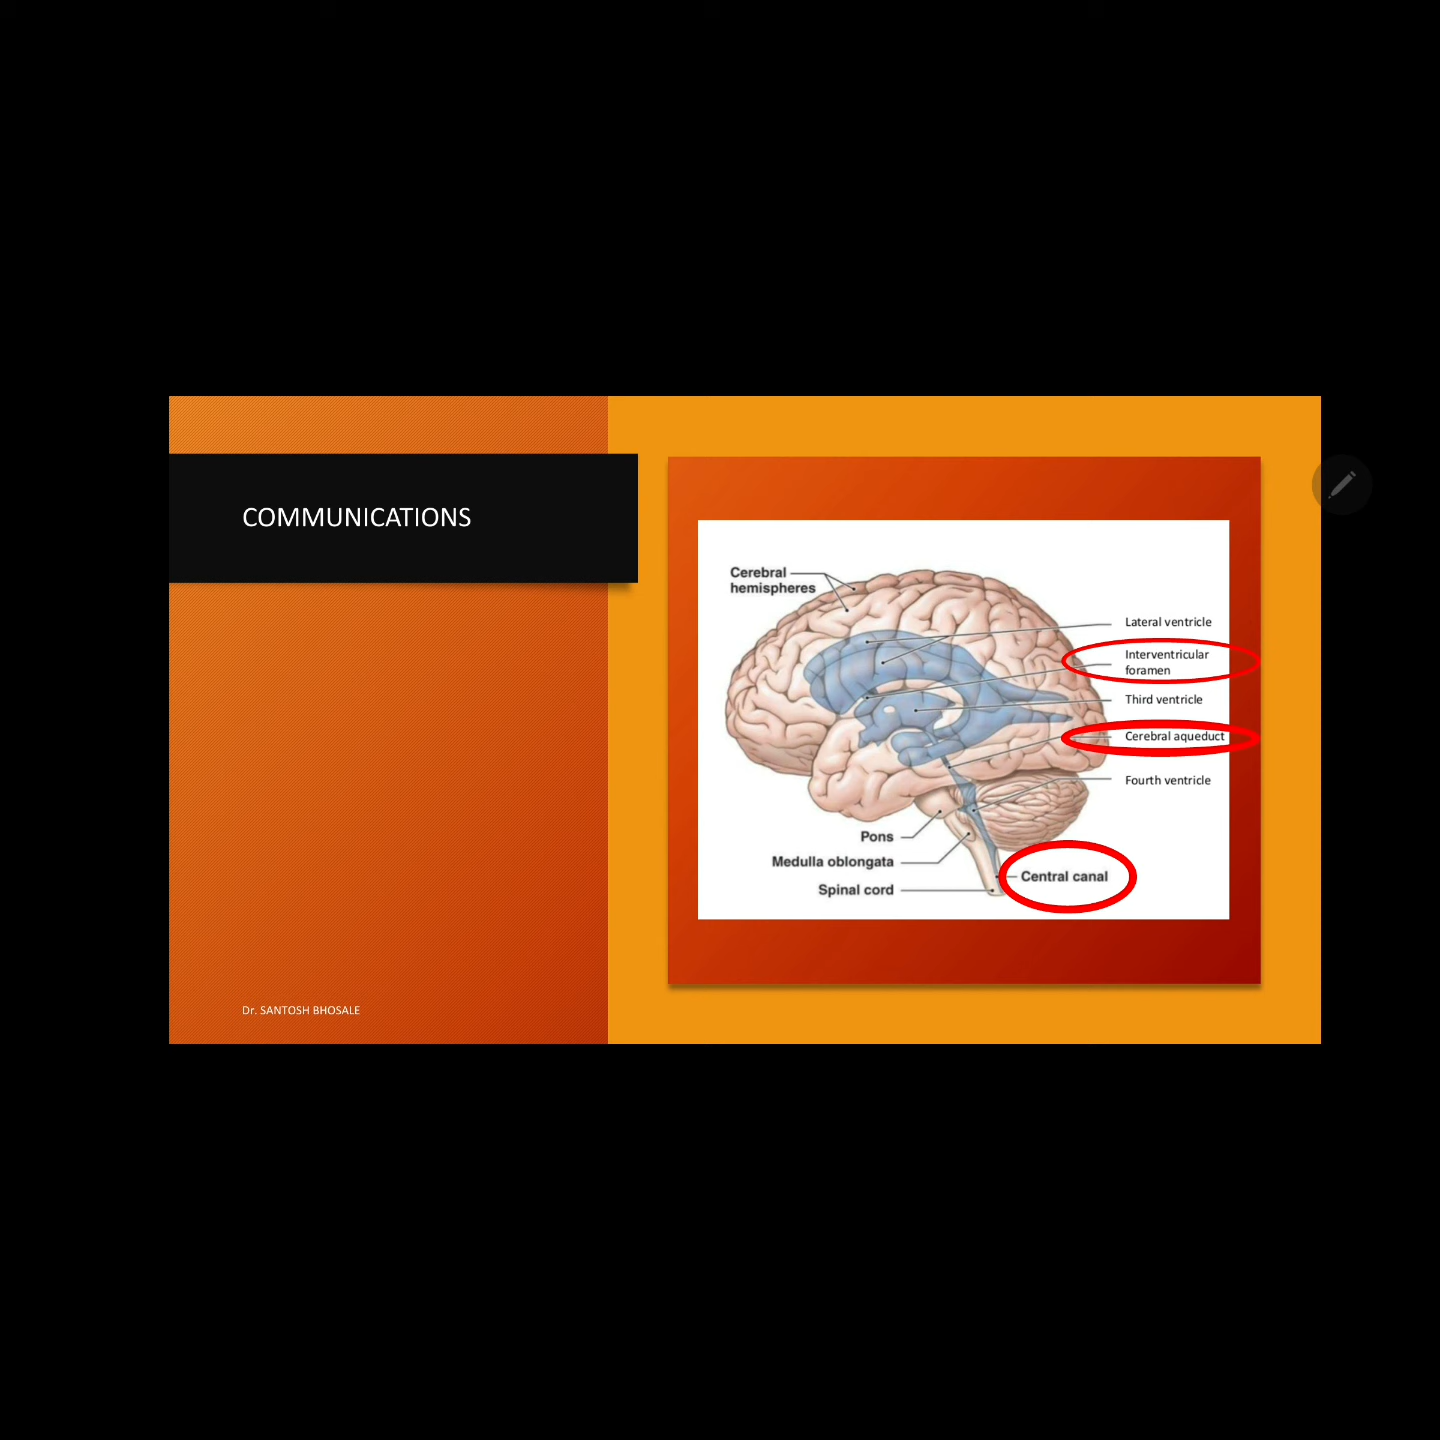 COMMUNICATIONS
Cerebral
hemispheres
Lateral ventricle
Interventricular
foramen
Third ventricle
Cerebral aqueduct
Fourth ventricle
Pons
Medulla oblongata
Spinal cord
Central canal
Dr. SANTOSH BHOSALE